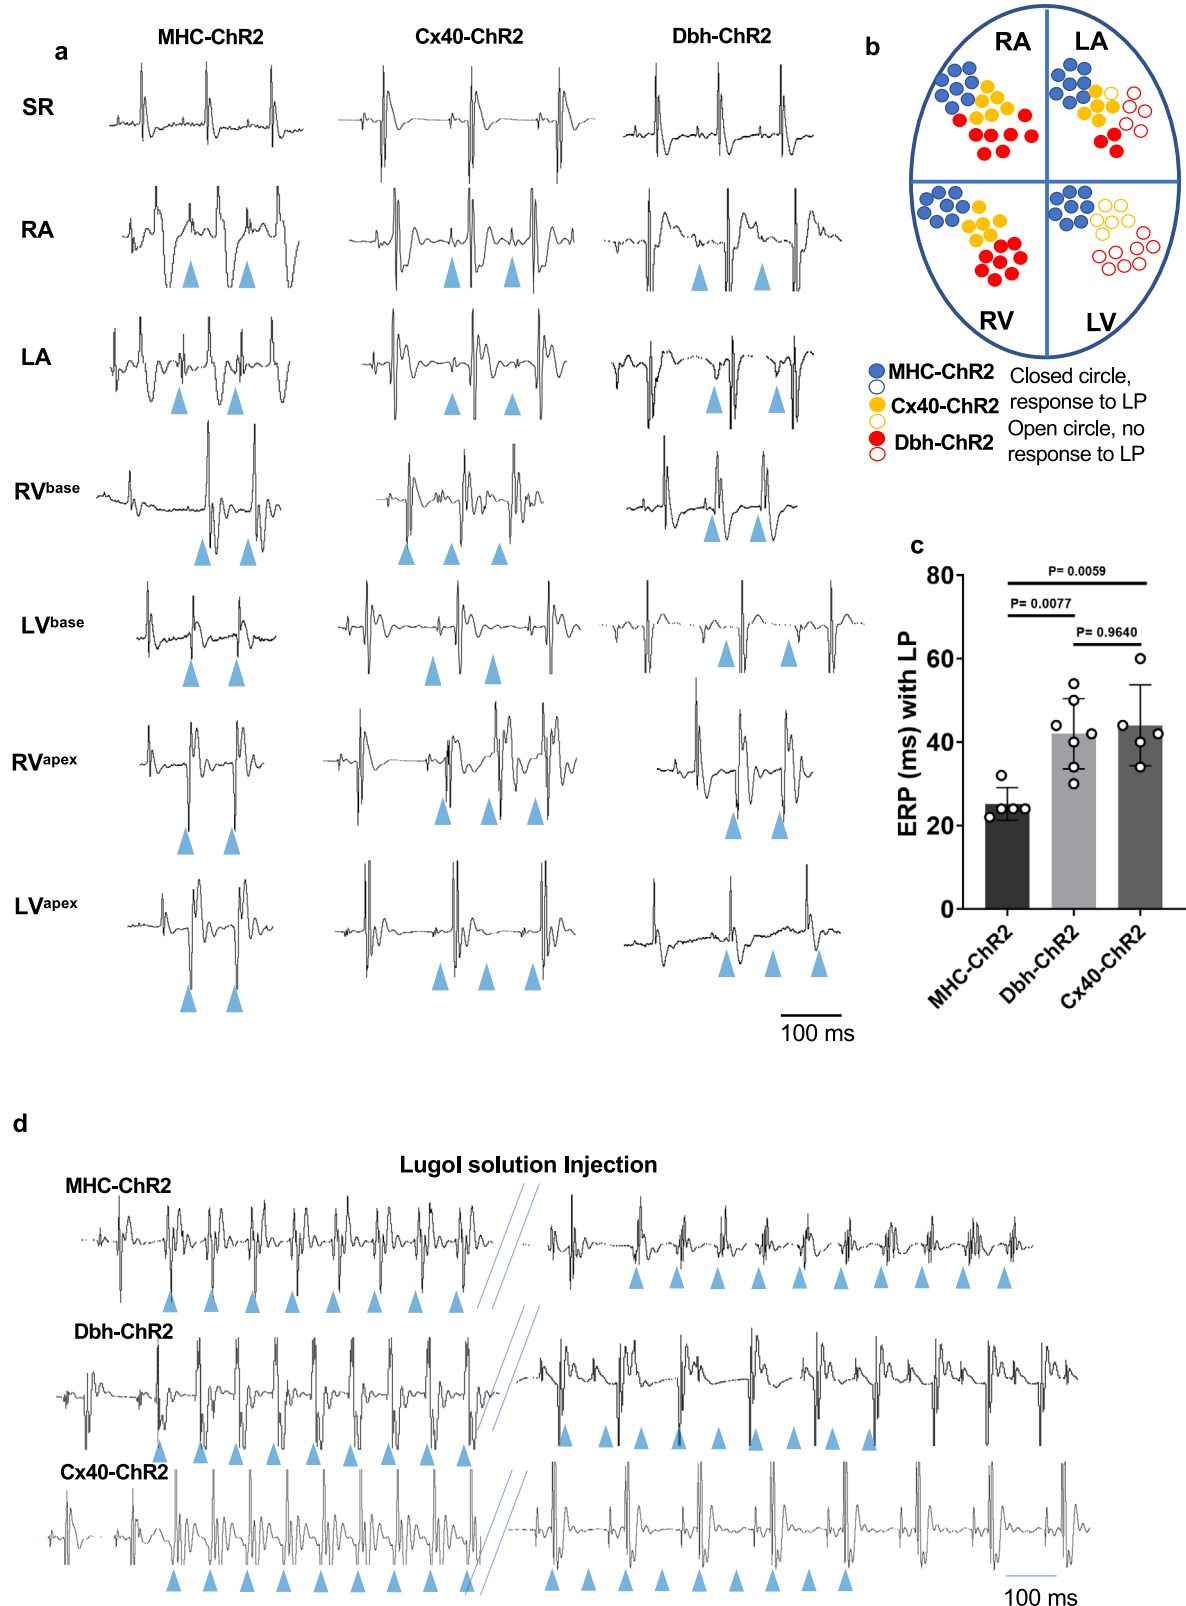 a
MHC-ChR2
Cx40-ChR2
Dbh-ChR2
SR
RA
LA
RVbase
LVbase
RVapex
LVapex
100 ms
b
RA
LA
RV
LV
MHC-ChR2
Cx40-ChR2
Dbh-ChR2
Closed circle,
response to LP
Open circle, no
response to LP
c
ERP (ms) with LP
80
60
40
20
0
P= 0.0059
P= 0.0077
P= 0.9640
MHC-ChR2
Dbh-ChR2
Cx40-ChR2
d
Lugol solution Injection
MHC-ChR2
Dbh-ChR2
Cx40-ChR2
100 ms